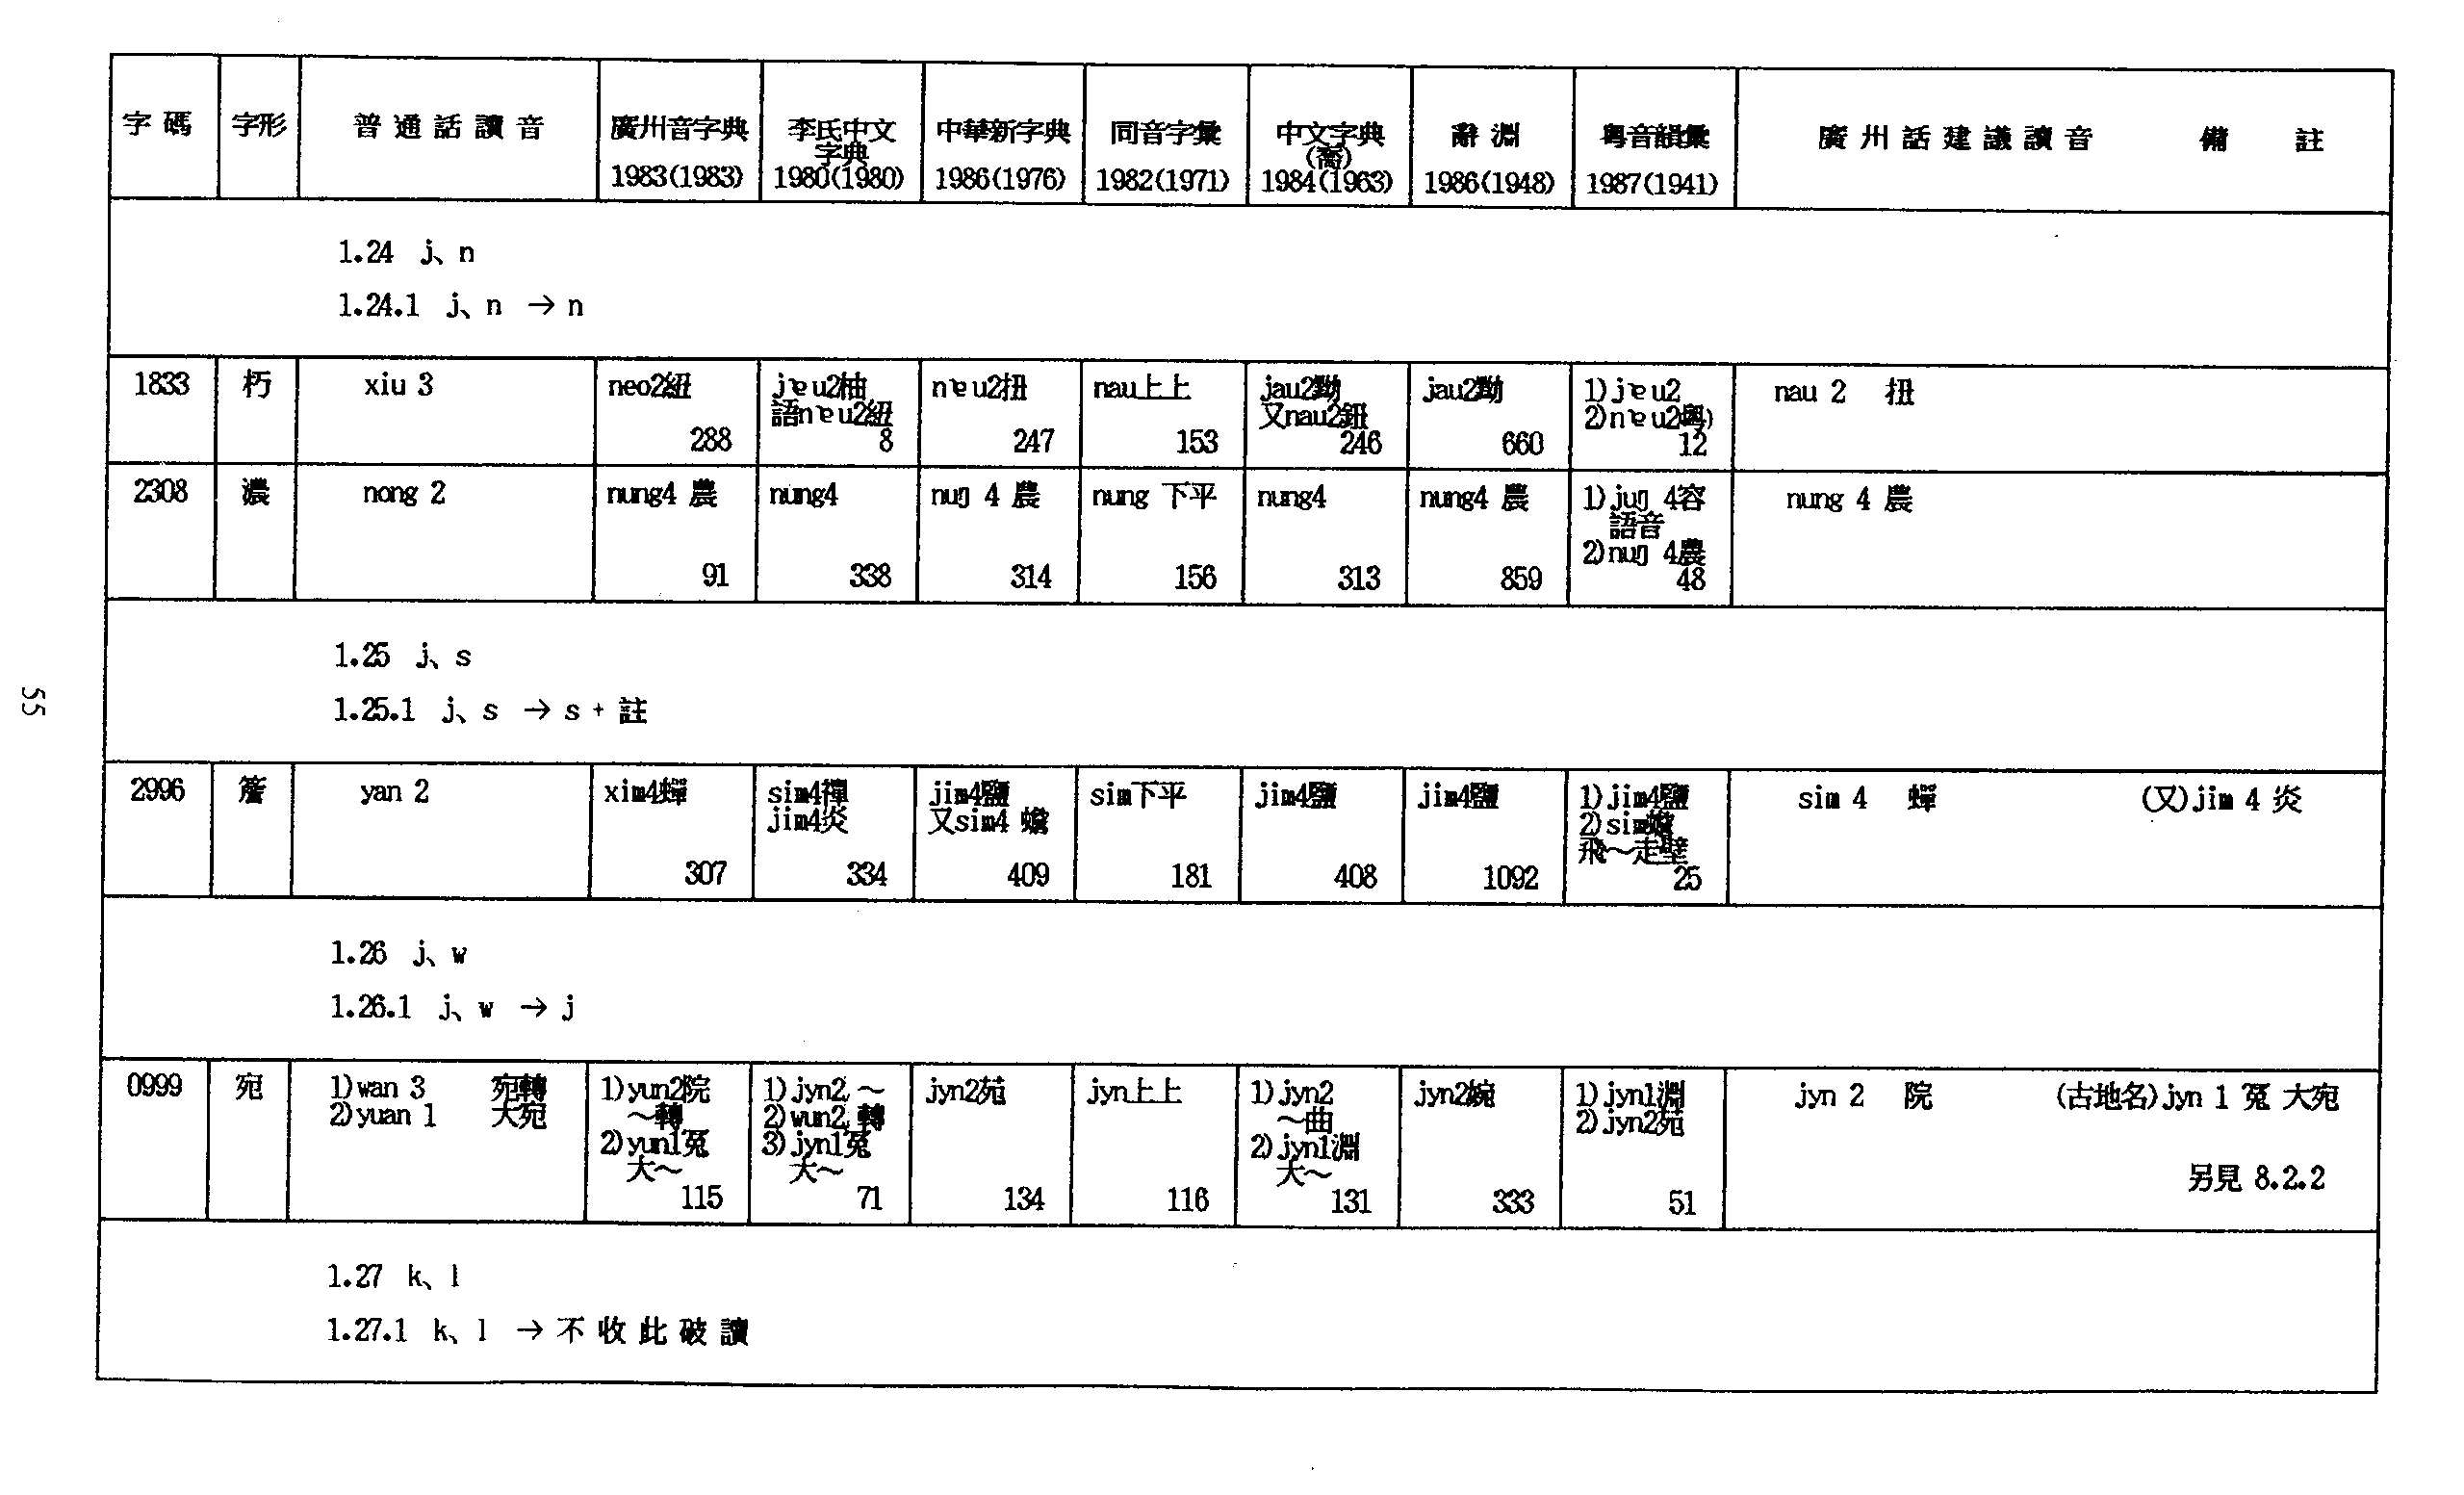 字碼 字形 普通話讀音 廣州音字典 1983(1983) 李氏中文字典 1980(1980) 中華新字典 1986(1976) 同音字彙 1982(1971) 中文字典(喬) 1984(1963) 辭淵 1986(1948) 粵音韻彙 1987(1941) 廣州話建議讀音 備註
1.24 j、n
1.24.1 j、n → n
1833 朽 xiu 3 neo2紐 288 jɐu2柚 語nɐu2紐 8 nɐu2扭 247 nau上上 153 jau2黝 又nau2鈕 246 jau2黝 660 1)jɐu2 2)nɐu2(粵) 12 nau 2 扭
2308 濃 nong 2 nung4 農 91 nung4 338 nuŋ 4 農 314 nung 下平 156 nung4 313 nung4 農 859 1)juŋ 4容 語音 2)nuŋ 4農 48 nung 4 農
1.25 j、s
1.25.1 j、s → s + 註
2996 簷 yan 2 xim4蟬 307 sim4禪 jim4炎 334 jim4鹽 又sim4 蟾 409 sim下平 181 jim4鹽 408 jim4鹽 1092 1)jim4鹽 2)sim蟾 飛～走壁 25 sim 4 蟬 (又)jim 4 炎
1.26 j、w
1.26.1 j、w → j
0999 宛 1)wan 3 宛轉 2)yuan 1 大宛 1)yun2院 ～轉 2)yun1冤 大～ 115 1)jyn2 ～ 2)wun2 轉 3)jyn1冤 大～ 71 jyn2苑 134 jyn上上 116 1)jyn2 ～曲 2)jyn1淵 大～ 131 jyn2婉 333 1)jyn1淵 2)jyn2苑 51 jyn 2 院 (古地名)jyn 1 冤 大宛 另見 8.2.2
1.27 k、l
1.27.1 k、l → 不收此破讀
55